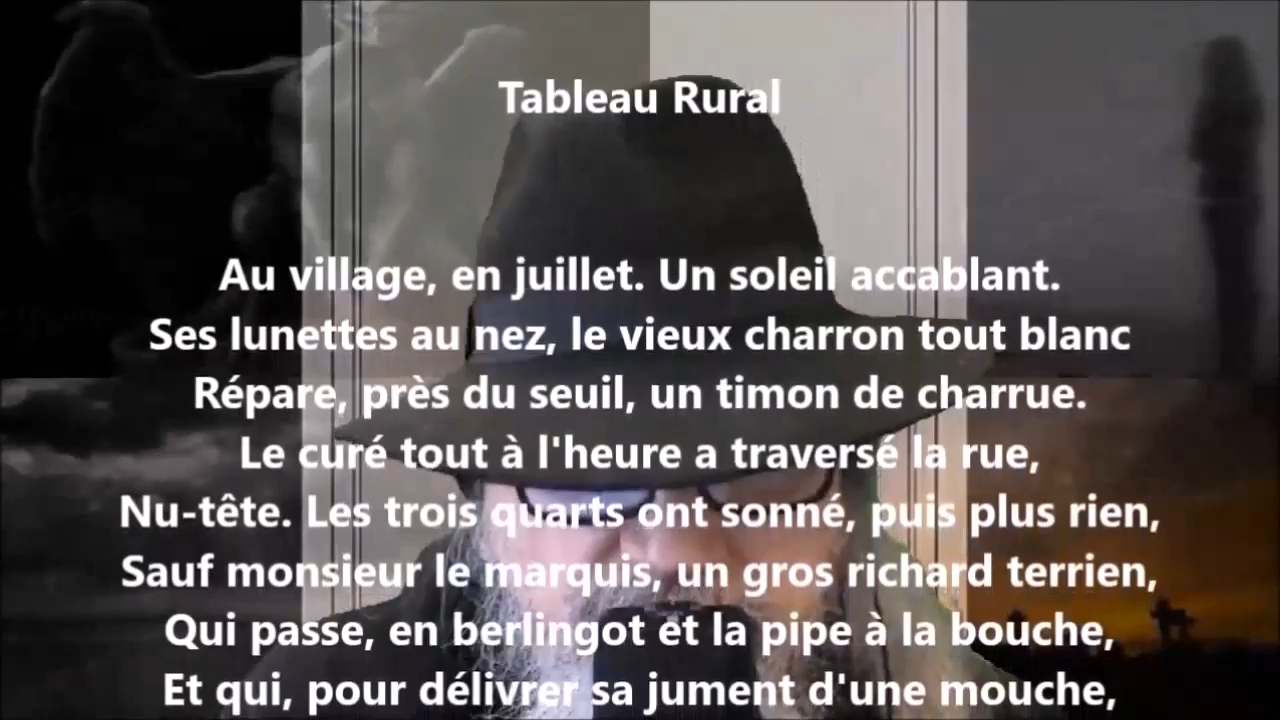 Tableau Rural
Au village, en juillet. Un soleil accablant.
Ses lunettes au nez, le vieux charron tout blanc
Répare, près du seuil, un timon de charrue.
Le curé tout à l'heure a traversé la rue,
Nu-tête. Les trois quarts ont sonné, puis plus rien,
Sauf monsieur le marquis, un gros richard terrien,
Qui passe, en berlingot et la pipe à la bouche,
Et qui, pour délivrer sa jument d'une mouche,